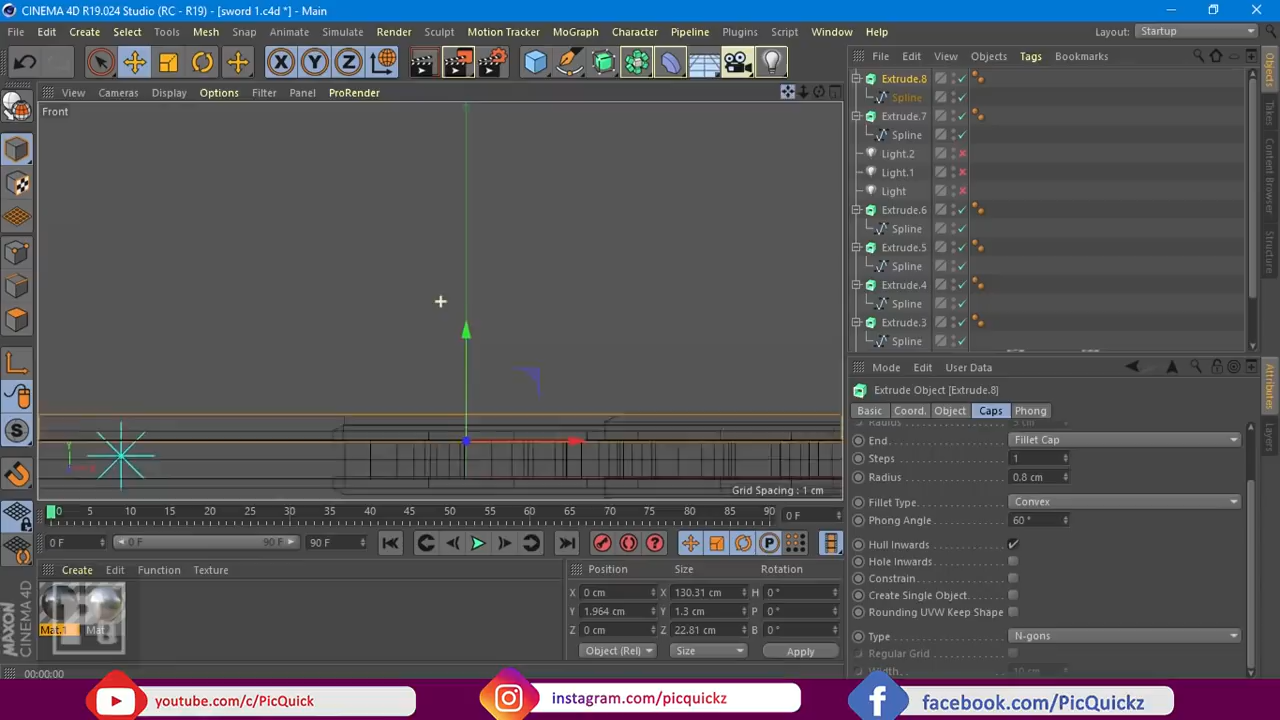 CINEMA 4D R19.024 Studio (RC - R19) - [sword 1.c4d *] - Main
File Edit Create Select Tools Mesh Snap Animate Simulate Render Sculpt Motion Tracker MoGraph Character Pipeline Plugins Script Window Help Layout: Startup
X Y Z
File Edit View Objects Tags Bookmarks
View Cameras Display Options Filter Panel ProRender
Front
Extrude.8
Spline
Extrude.7
Spline
Light.2
Light.1
Light
Extrude.6
Spline
Extrude.5
Spline
Extrude.4
Spline
Extrude.3
Spline
Objects
Takes
Content Browser
Structure
Mode Edit User Data
Extrude Object [Extrude.8]
Basic Coord. Object Caps Phong
Radius 5 cm
End Fillet Cap
Steps 1
Radius 0.8 cm
Fillet Type Convex
Phong Angle 60 °
Hull Inwards
Hole Inwards
Constrain
Create Single Object
Rounding UVW Keep Shape
Type N-gons
Regular Grid
Width 10 cm
Attributes
Layers
Y
Grid Spacing : 1 cm
0 5 10 15 20 25 30 35 40 45 50 55 60 65 70 75 80 85 90 0 F
0 F 0 F 90 F 90 F
Create Edit Function Texture
Mat.1 Mat
Position Size Rotation
X 0 cm X 130.31 cm H 0 °
Y 1.964 cm Y 1.3 cm P 0 °
Z 0 cm Z 22.81 cm B 0 °
Object (Rel) Size Apply
MAXON
CINEMA 4D
00:00:00
youtube.com/c/PicQuick
instagram.com/picquickz
facebook.com/PicQuickz